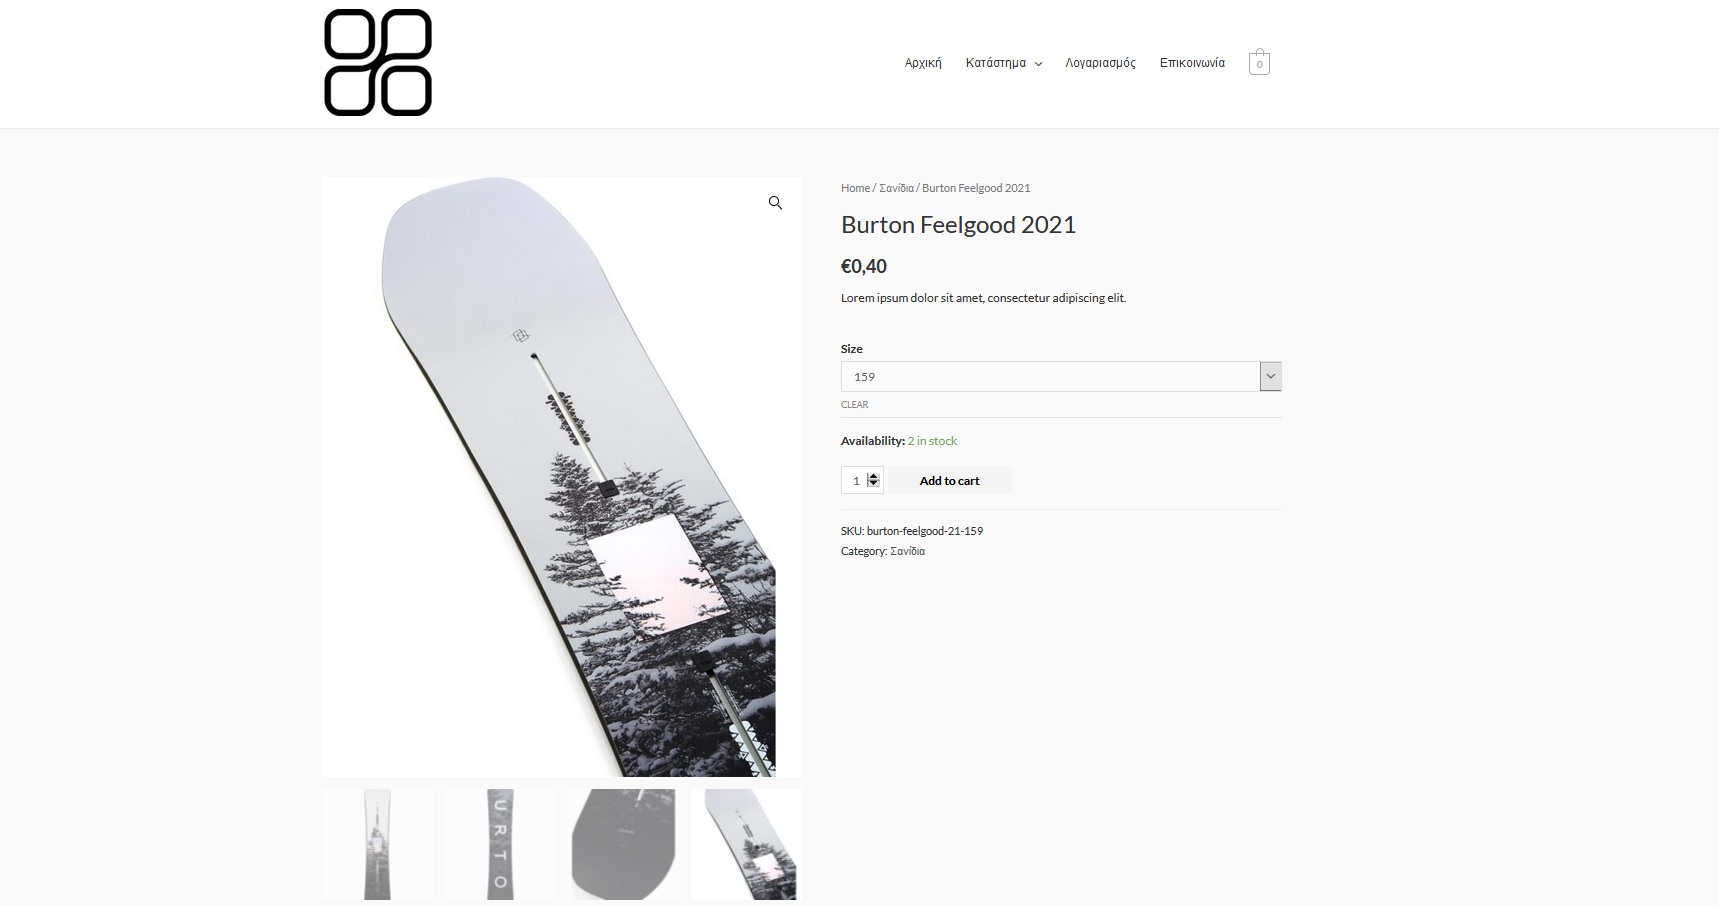 Αρχική Κατάστημα Λογαριασμός Επικοινωνία 0
Home / Σανίδια / Burton Feelgood 2021
Burton Feelgood 2021
€0,40
Lorem ipsum dolor sit amet, consectetur adipiscing elit.
Size
159
CLEAR
Availability: 2 in stock
1 Add to cart
SKU: burton-feelgood-21-159
Category: Σανίδια
URTO